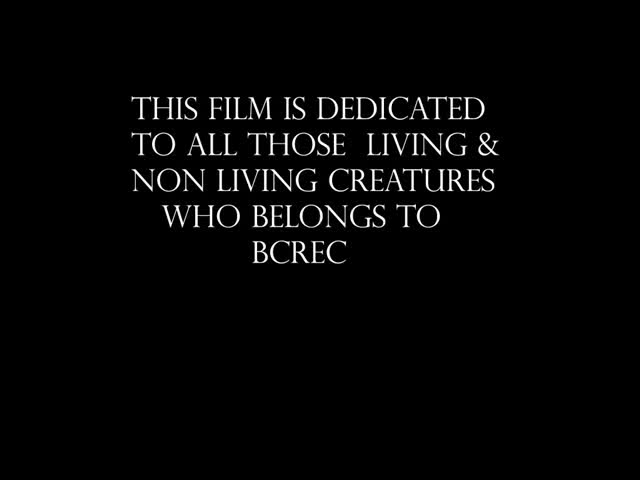 THIS FILM IS DEDICATED
TO ALL THOSE LIVING &
NON LIVING CREATURES
WHO BELONGS TO
BCREC